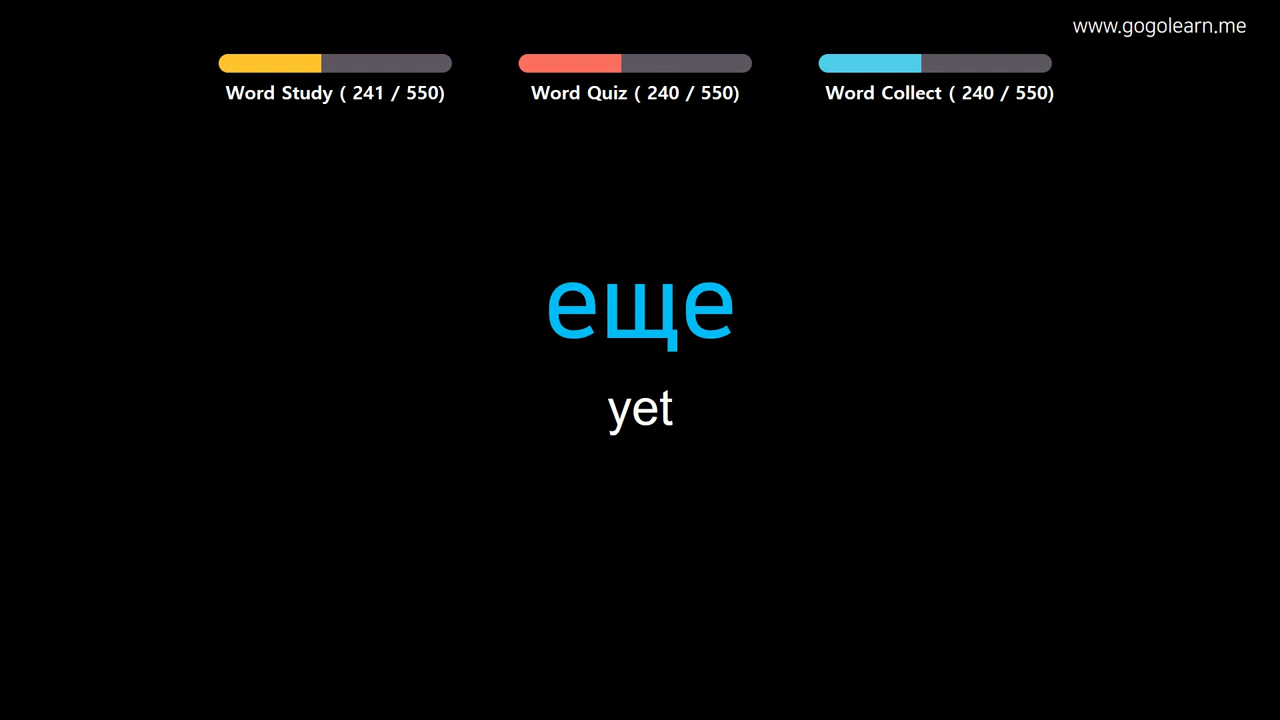 www.gogolearn.me
Word Study ( 241 / 550)
Word Quiz ( 240 / 550)
Word Collect ( 240 / 550)
еще
yet